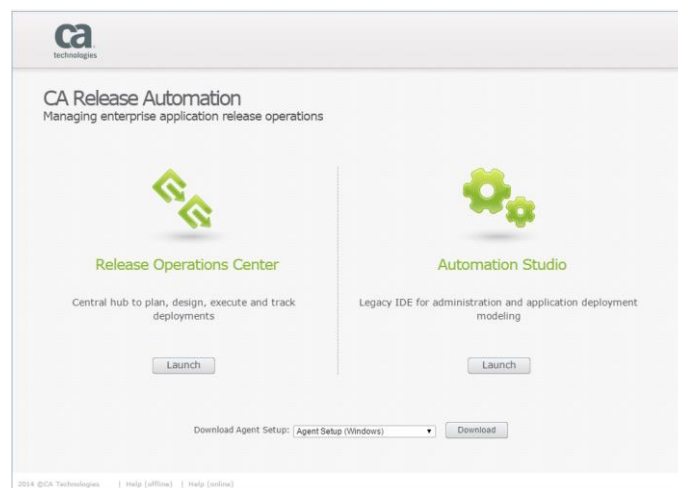 ca
technologies
CA Release Automation
Managing enterprise application release operations
Release Operations Center
Central hub to plan, design, execute and track
deployments
Launch
Automation Studio
Legacy IDE for administration and application deployment
modeling
Launch
Download Agent Setup: Agent Setup (Windows) Download
2014 @CA Technologies | Help (offline) | Help (online)